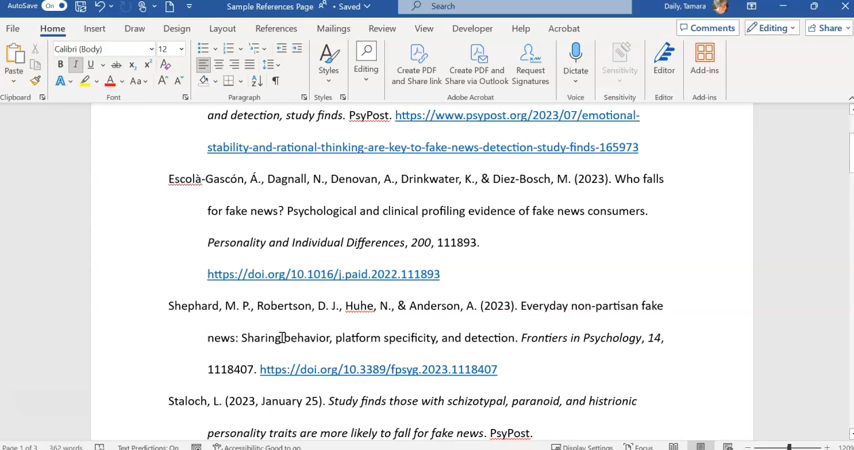 AutoSave On Sample References Page • Saved Search Daily, Tamara
File Home Insert Draw Design Layout References Mailings Review View Developer Help Acrobat Comments Editing Share
Calibri (Body) 12
Paste B I U ab x₂ x² A Styles Editing Create PDF and Share link Create PDF and Share via Outlook Request Signatures Dictate Sensitivity Editor Add-ins
A A Aa A A
Clipboard Font Paragraph Styles Adobe Acrobat Voice Sensitivity Editor Add-ins
and detection, study finds. PsyPost. https://www.psypost.org/2023/07/emotional-
stability-and-rational-thinking-are-key-to-fake-news-detection-study-finds-165973
Escolà-Gascón, Á., Dagnall, N., Denovan, A., Drinkwater, K., & Diez-Bosch, M. (2023). Who falls
for fake news? Psychological and clinical profiling evidence of fake news consumers.
Personality and Individual Differences, 200, 111893.
https://doi.org/10.1016/j.paid.2022.111893
Shephard, M. P., Robertson, D. J., Huhe, N., & Anderson, A. (2023). Everyday non-partisan fake
news: Sharing behavior, platform specificity, and detection. Frontiers in Psychology, 14,
1118407. https://doi.org/10.3389/fpsyg.2023.1118407
Staloch, L. (2023, January 25). Study finds those with schizotypal, paranoid, and histrionic
personality traits are more likely to fall for fake news. PsyPost.
Page 1 of 3 362 words Text Predictions: On Accessibility: Good to go Display Settings Focus 120%